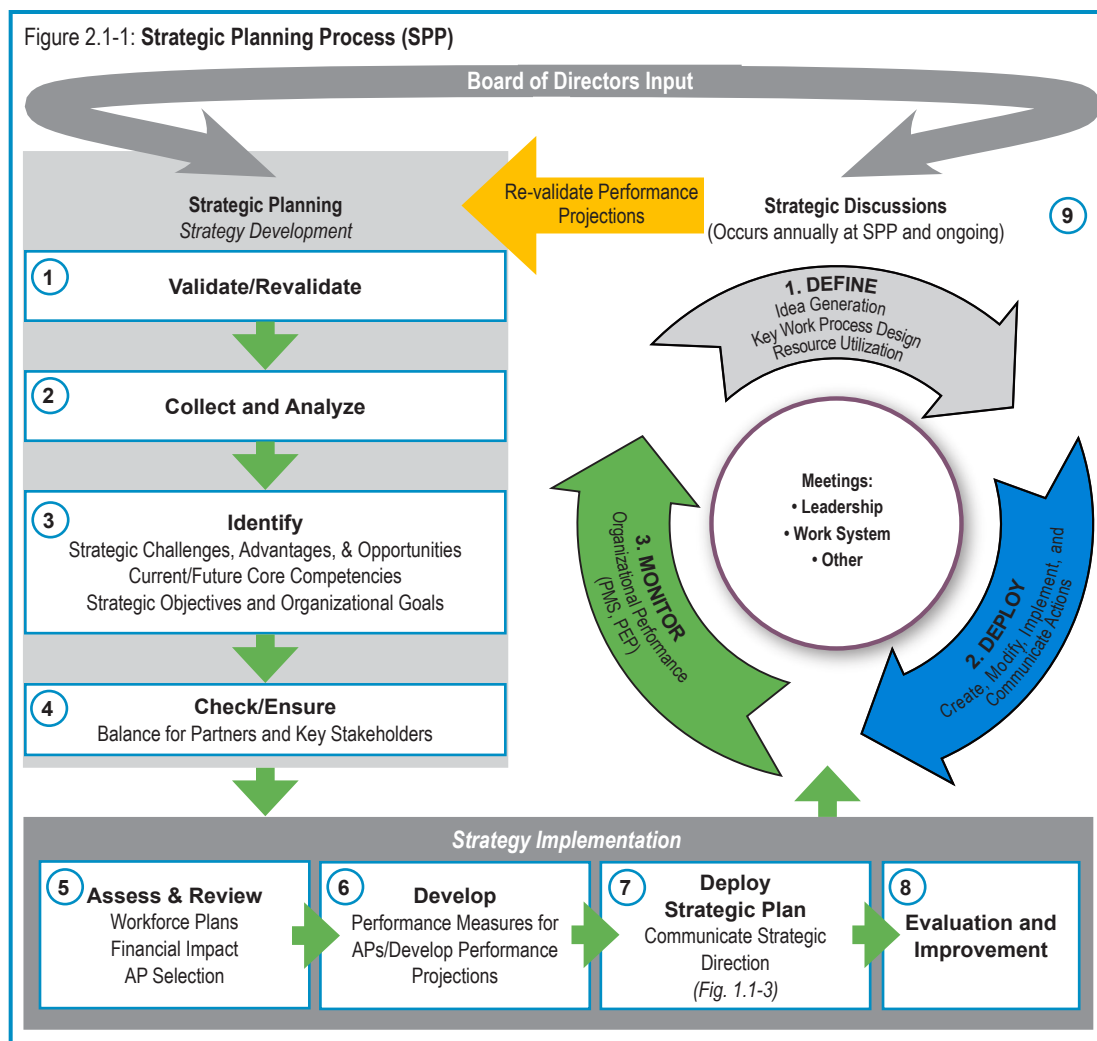 Figure 2.1-1: Strategic Planning Process (SPP)
Board of Directors Input
Strategic Planning
Strategy Development
1
Validate/Revalidate
2
Collect and Analyze
3
Identify
Strategic Challenges, Advantages, & Opportunities
Current/Future Core Competencies
Strategic Objectives and Organizational Goals
4
Check/Ensure
Balance for Partners and Key Stakeholders
Re-validate Performance
Projections
Strategic Discussions
(Occurs annually at SPP and ongoing)
9
1. DEFINE
Idea Generation
Key Work Process Design
Resource Utilization
2. DEPLOY
Create, Modify, Implement, and
Communicate Actions
3. MONITOR
Organizational Performance
(PMS, PEP)
Meetings:
• Leadership
• Work System
• Other
Strategy Implementation
5
Assess & Review
Workforce Plans
Financial Impact
AP Selection
6
Develop
Performance Measures for
APs/Develop Performance
Projections
7
Deploy
Strategic Plan
Communicate Strategic
Direction
(Fig. 1.1-3)
8
Evaluation and
Improvement